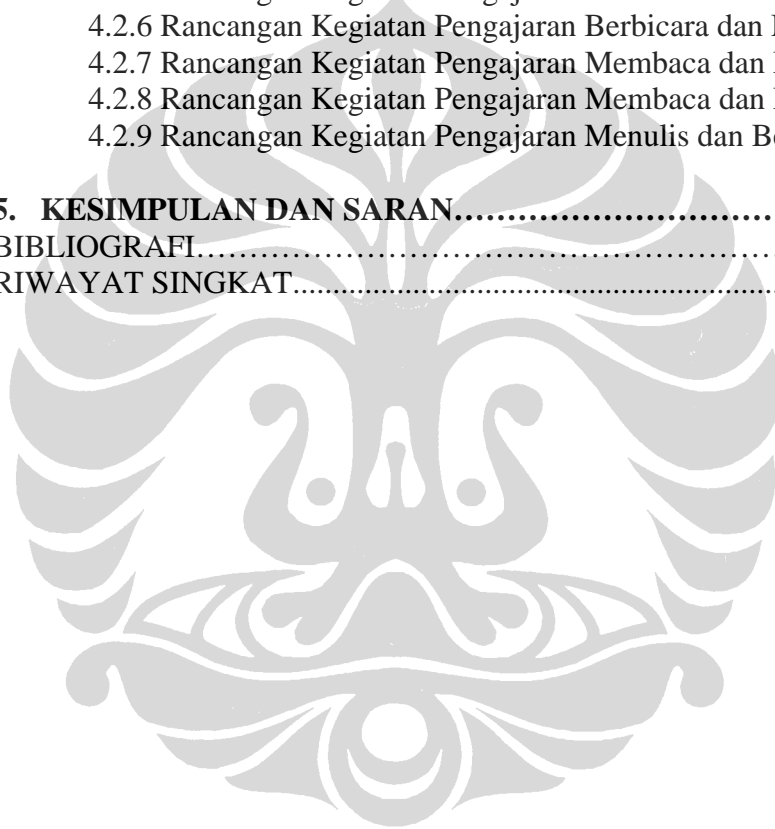 4.2.6 Rancangan Kegiatan Pengajaran Berbicara dan
4.2.7 Rancangan Kegiatan Pengajaran Membaca dan
4.2.8 Rancangan Kegiatan Pengajaran Membaca dan
4.2.9 Rancangan Kegiatan Pengajaran Menulis dan
5. KESIMPULAN DAN SARAN..............................
BIBLIOGRAFI......................................................
RIWAYAT SINGKAT...............................................................................